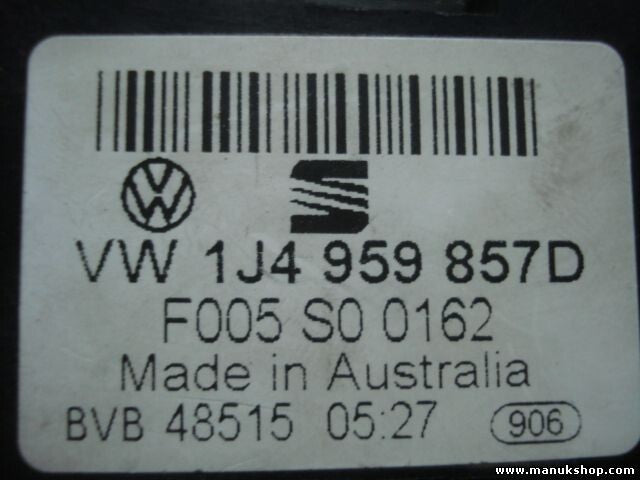 VW 1J4 959 857D
F005 S0 0162
Made in Australia
BVB 48515 05:27 906
www.manukshop.com